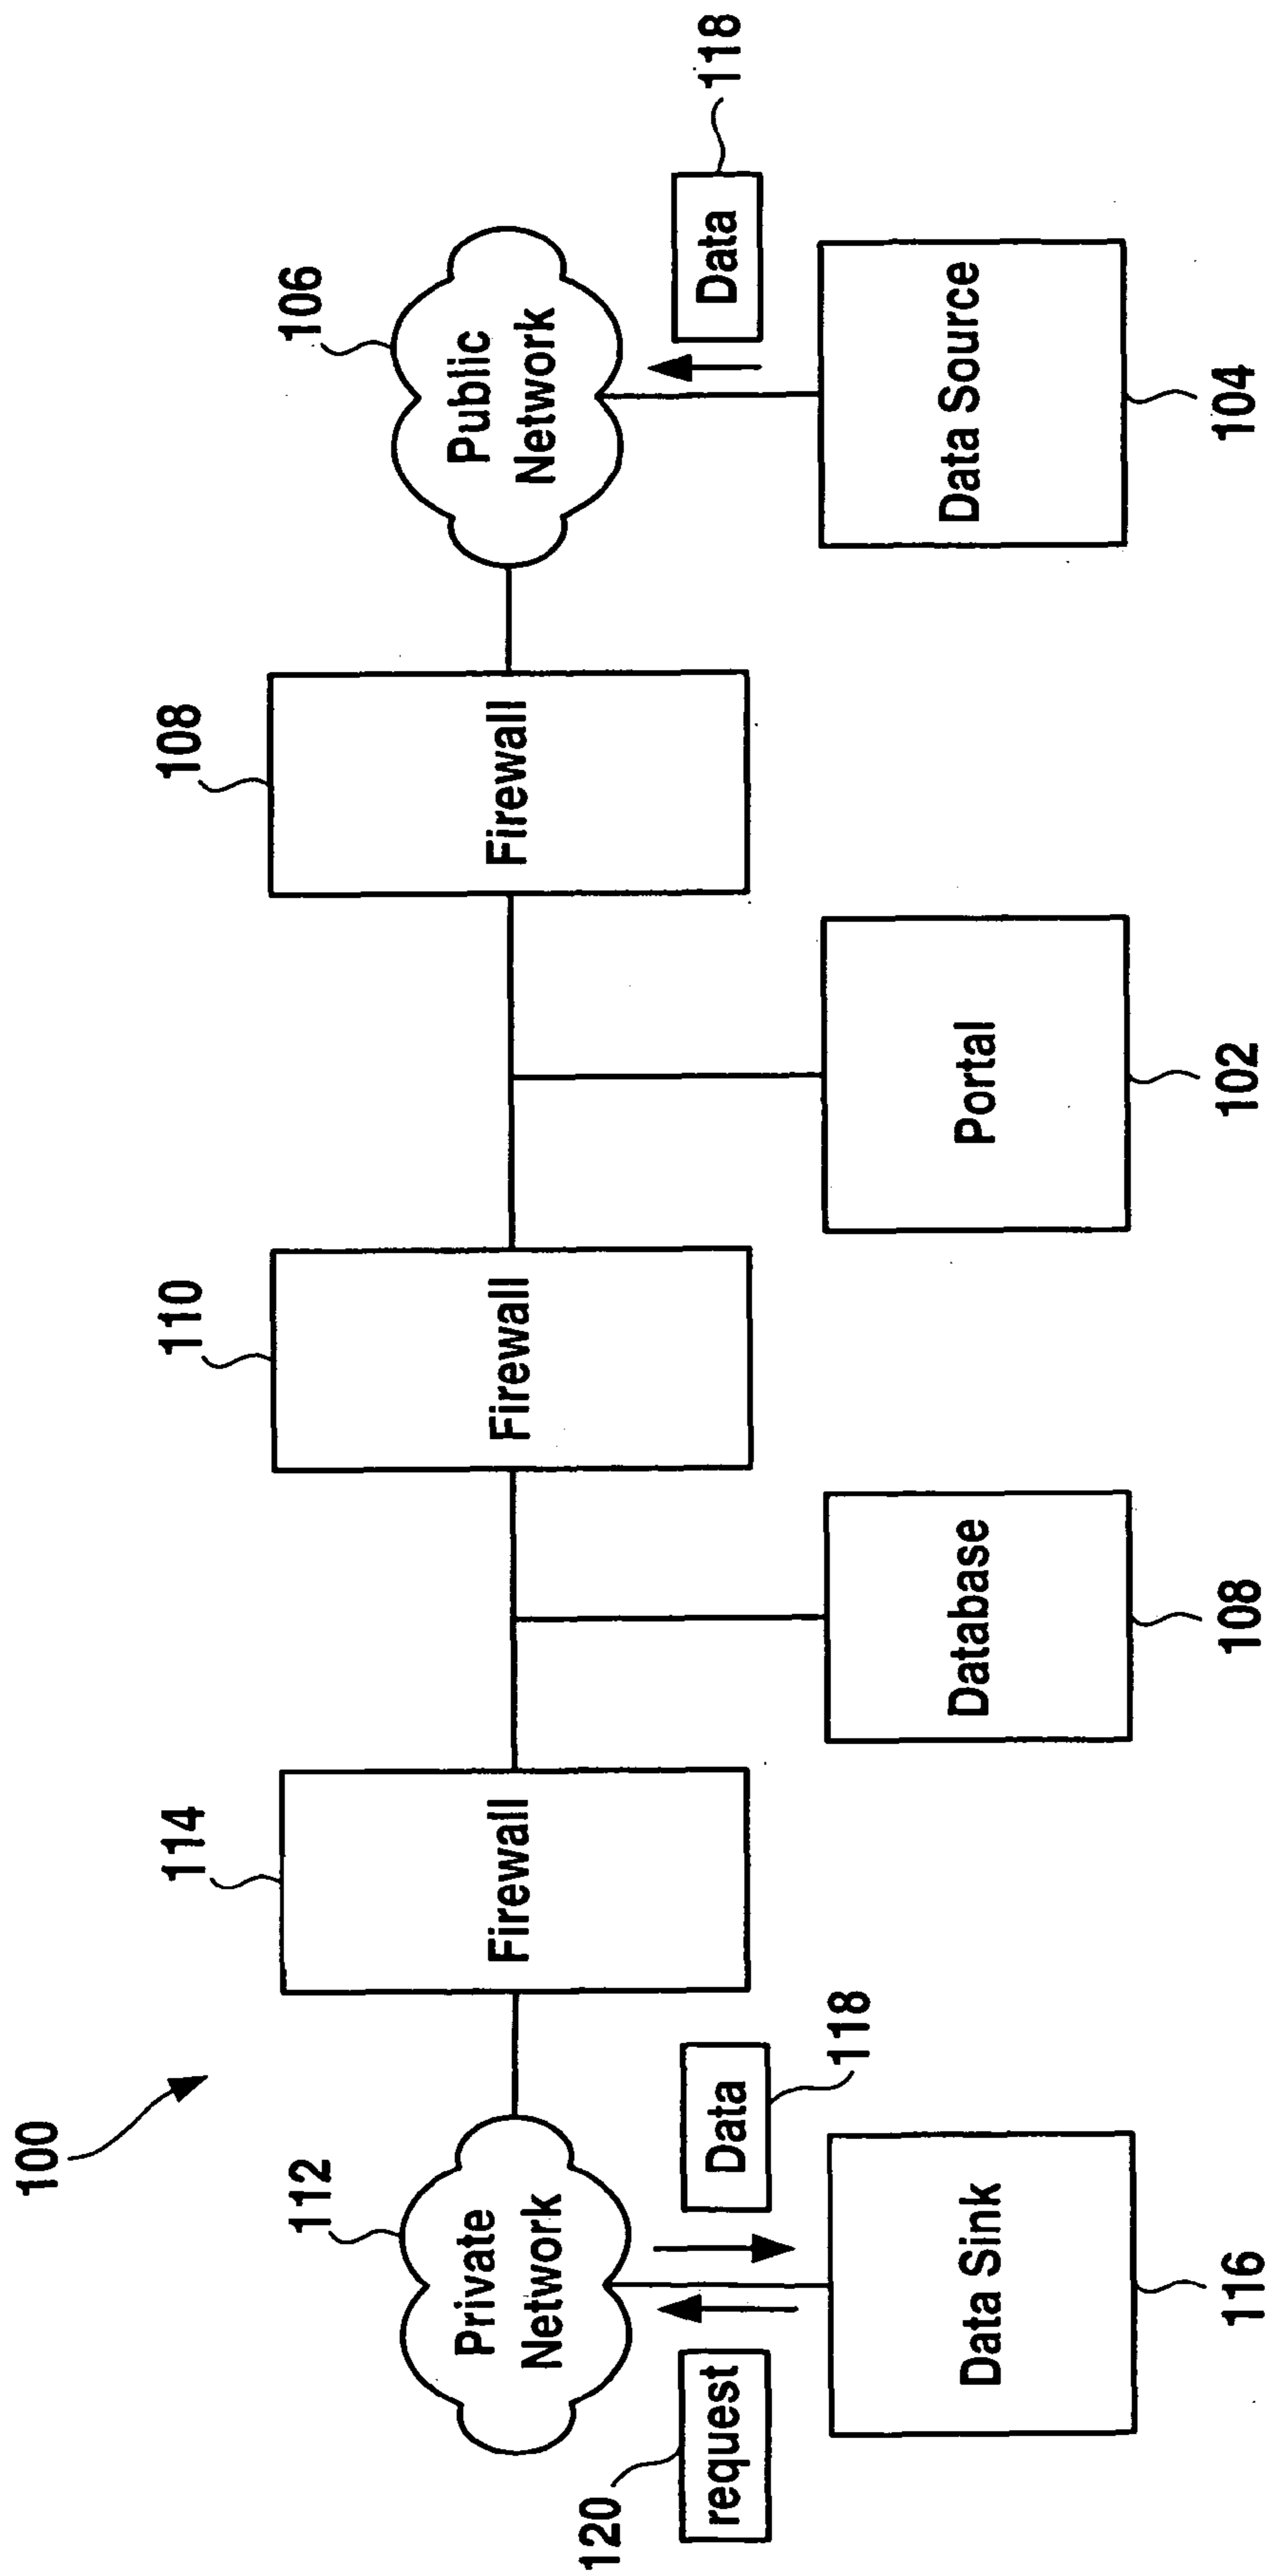 100
112
Private
Network
120
request
Data
118
Data Sink
116
114
Firewall
Database
108
110
Firewall
Portal
102
108
Firewall
106
Public
Network
Data
118
Data Source
104